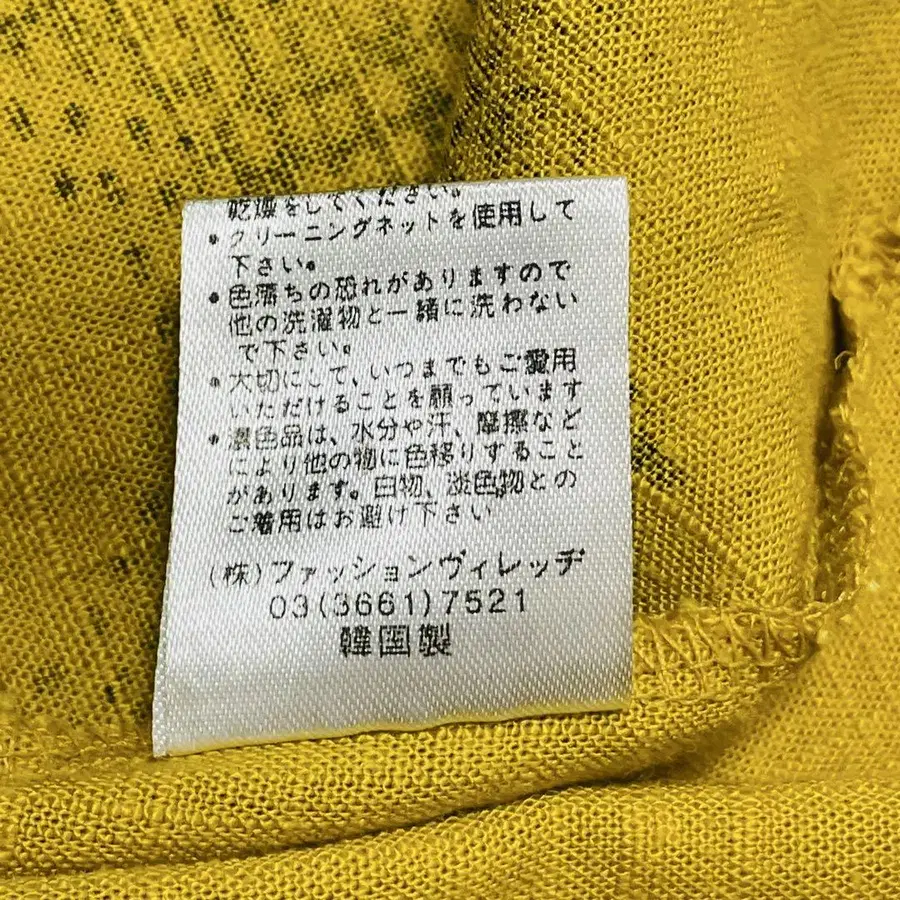 乾燥をしてください。
・クリーニングネットを使用して
下さい。
・色落ちの恐れがありますので
他の洗濯物と一緒に洗わない
で下さい。
・大切にして、いつまでもご愛用
いただけることを願っています
・濃色品は、水分や汗、摩擦など
により他の物に色移りすること
があります。白物、淡色物との
ご着用はお避け下さい
(株)ファッションヴィレッヂ
03(3661)7521
韓国製